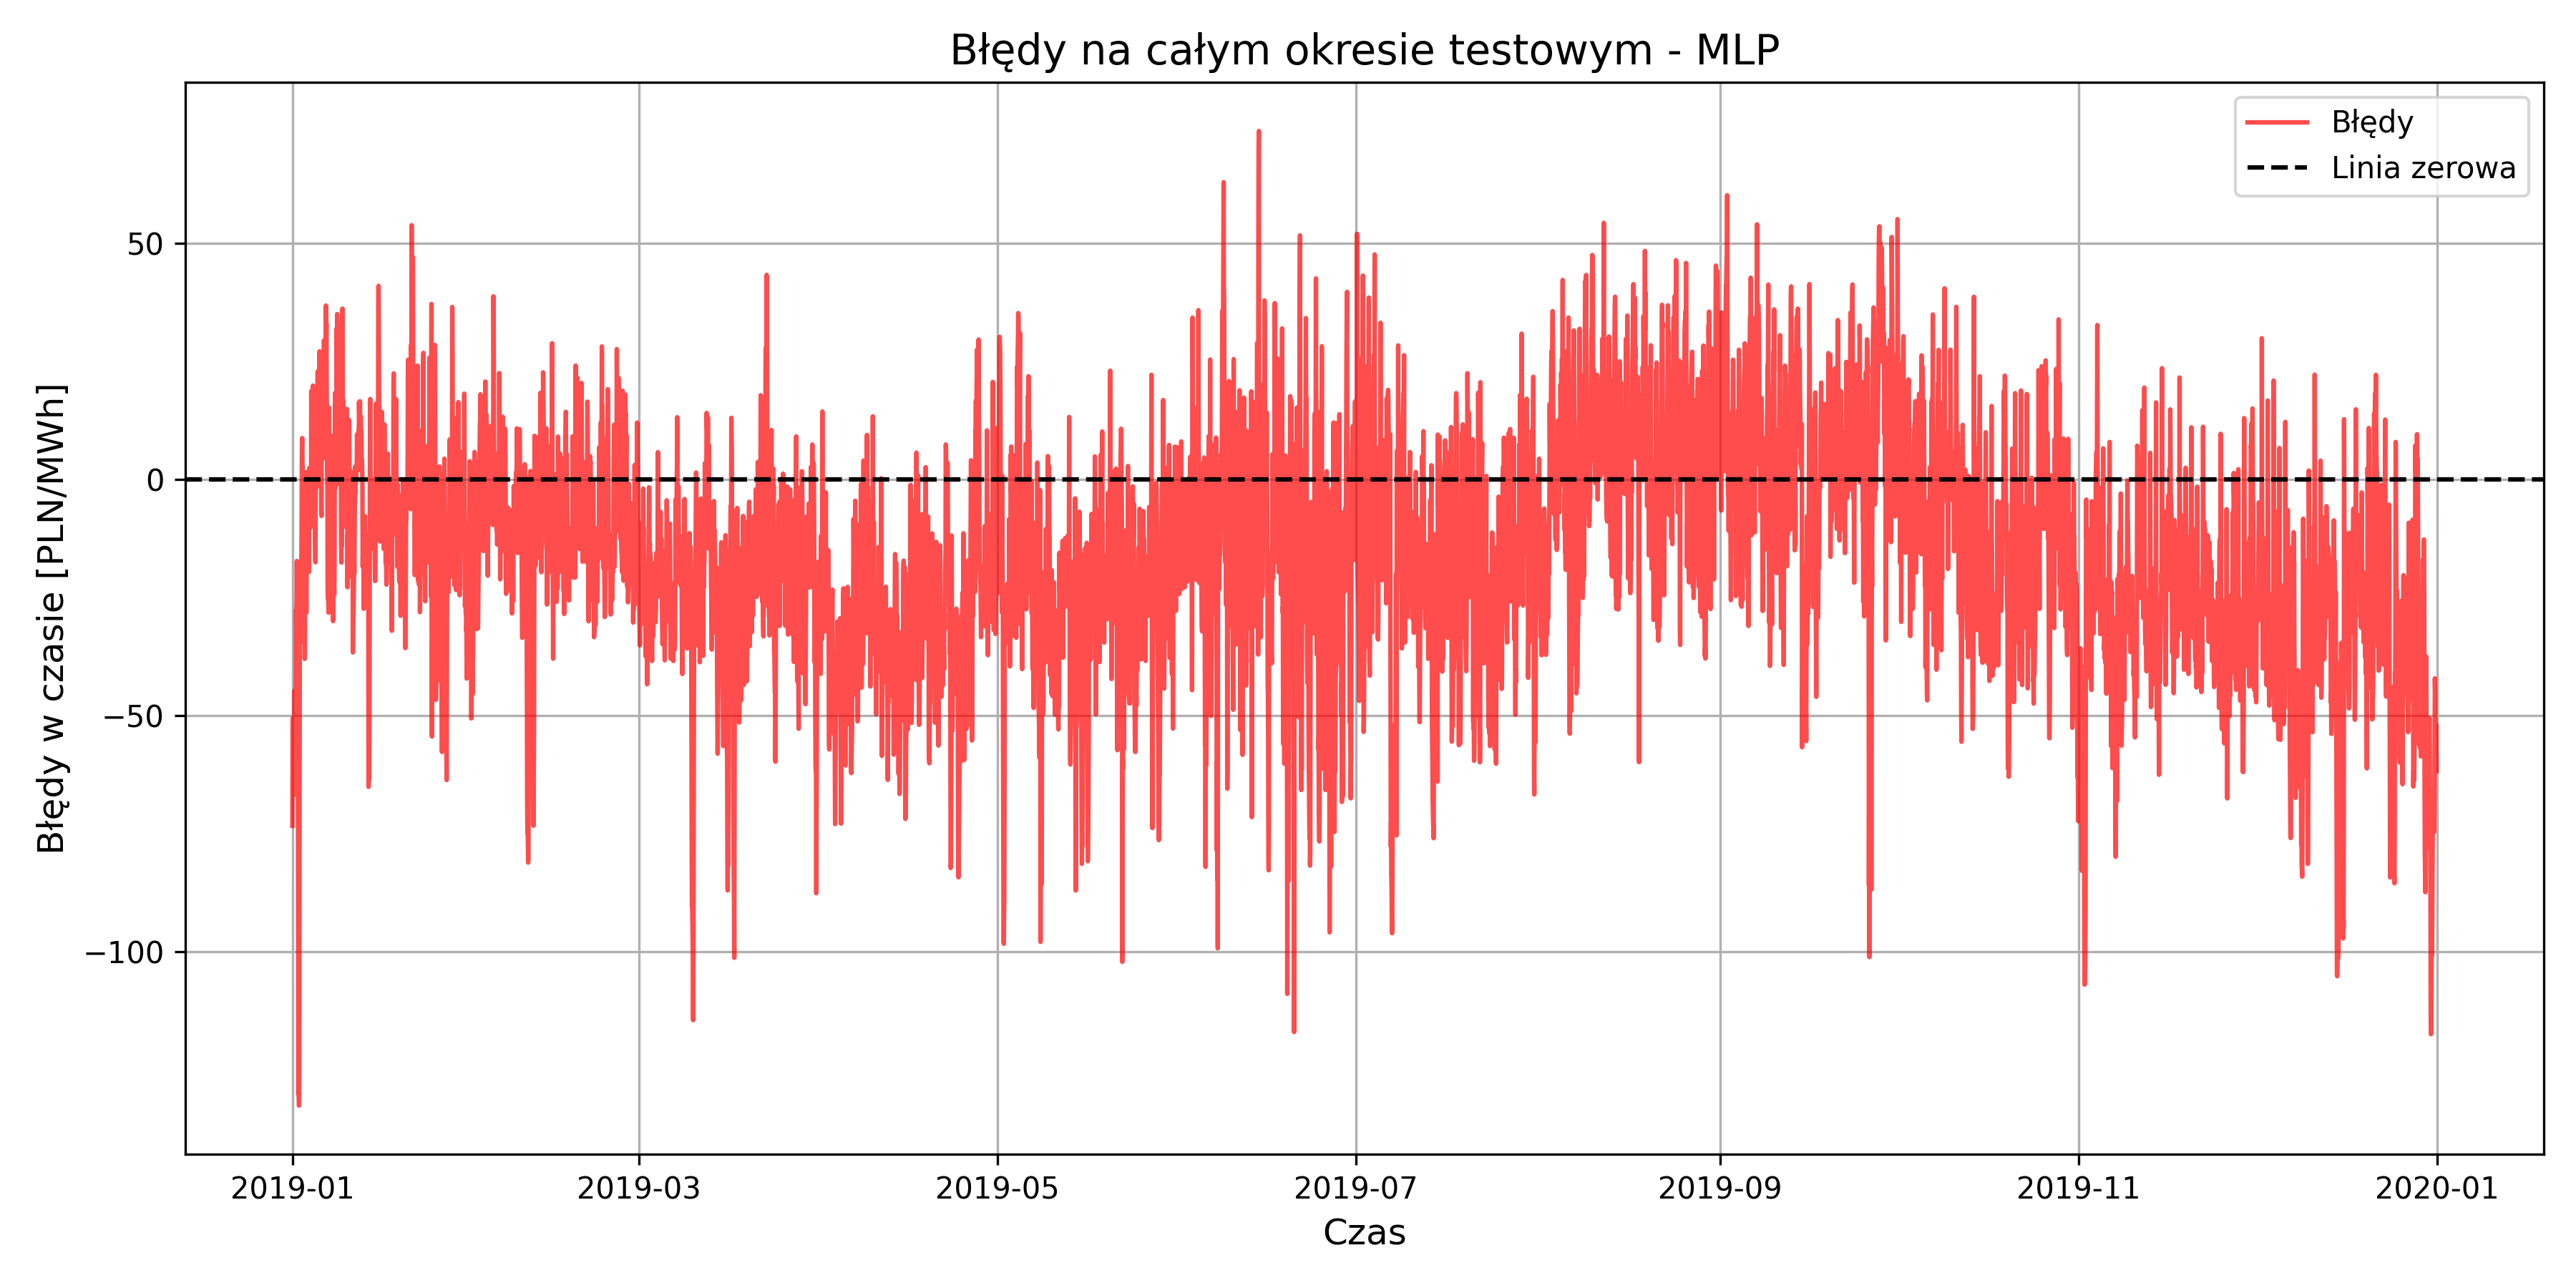 Błędy na całym okresie testowym - MLP
Błędy
Linia zerowa
Błędy w czasie [PLN/MWh]
50
0
−50
−100
2019-01 2019-03 2019-05 2019-07 2019-09 2019-11 2020-01
Czas